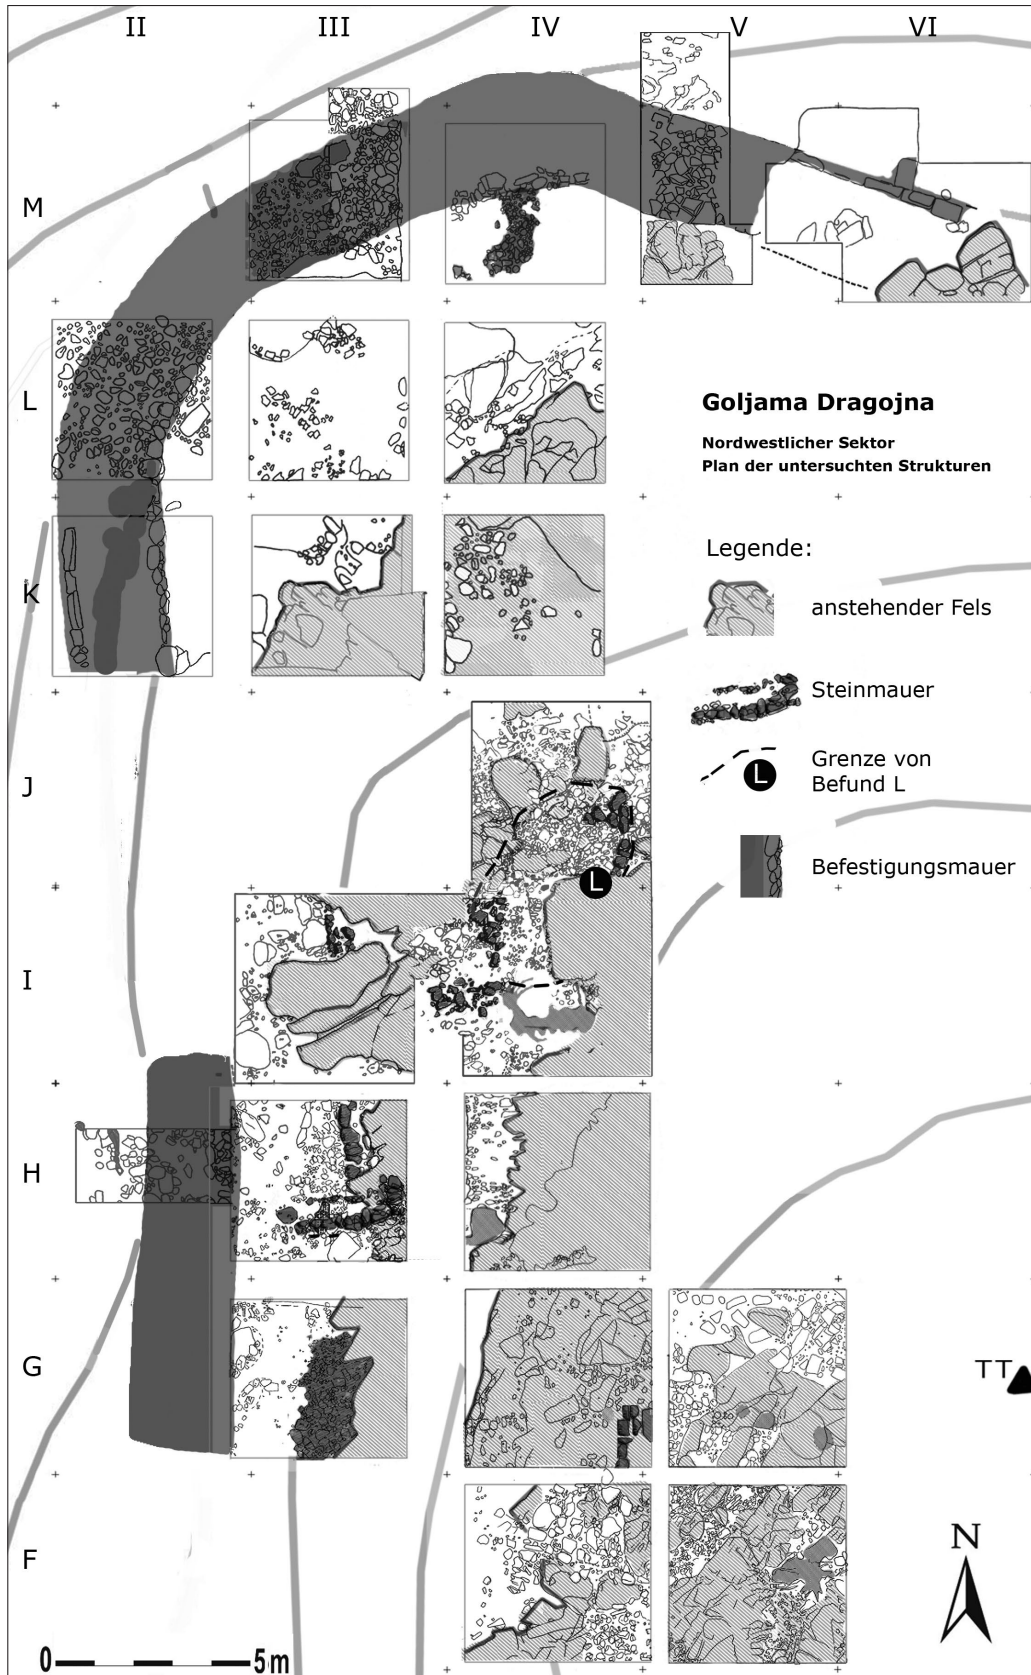 II III IV V VI
M
L
Goljama Dragojna
Nordwestlicher Sektor
Plan der untersuchten Strukturen
Legende:
K
anstehender Fels
Steinmauer
J
Grenze von
L
Befund L
Befestigungsmauer
L
I
H
G
TT
F
N
0 5m